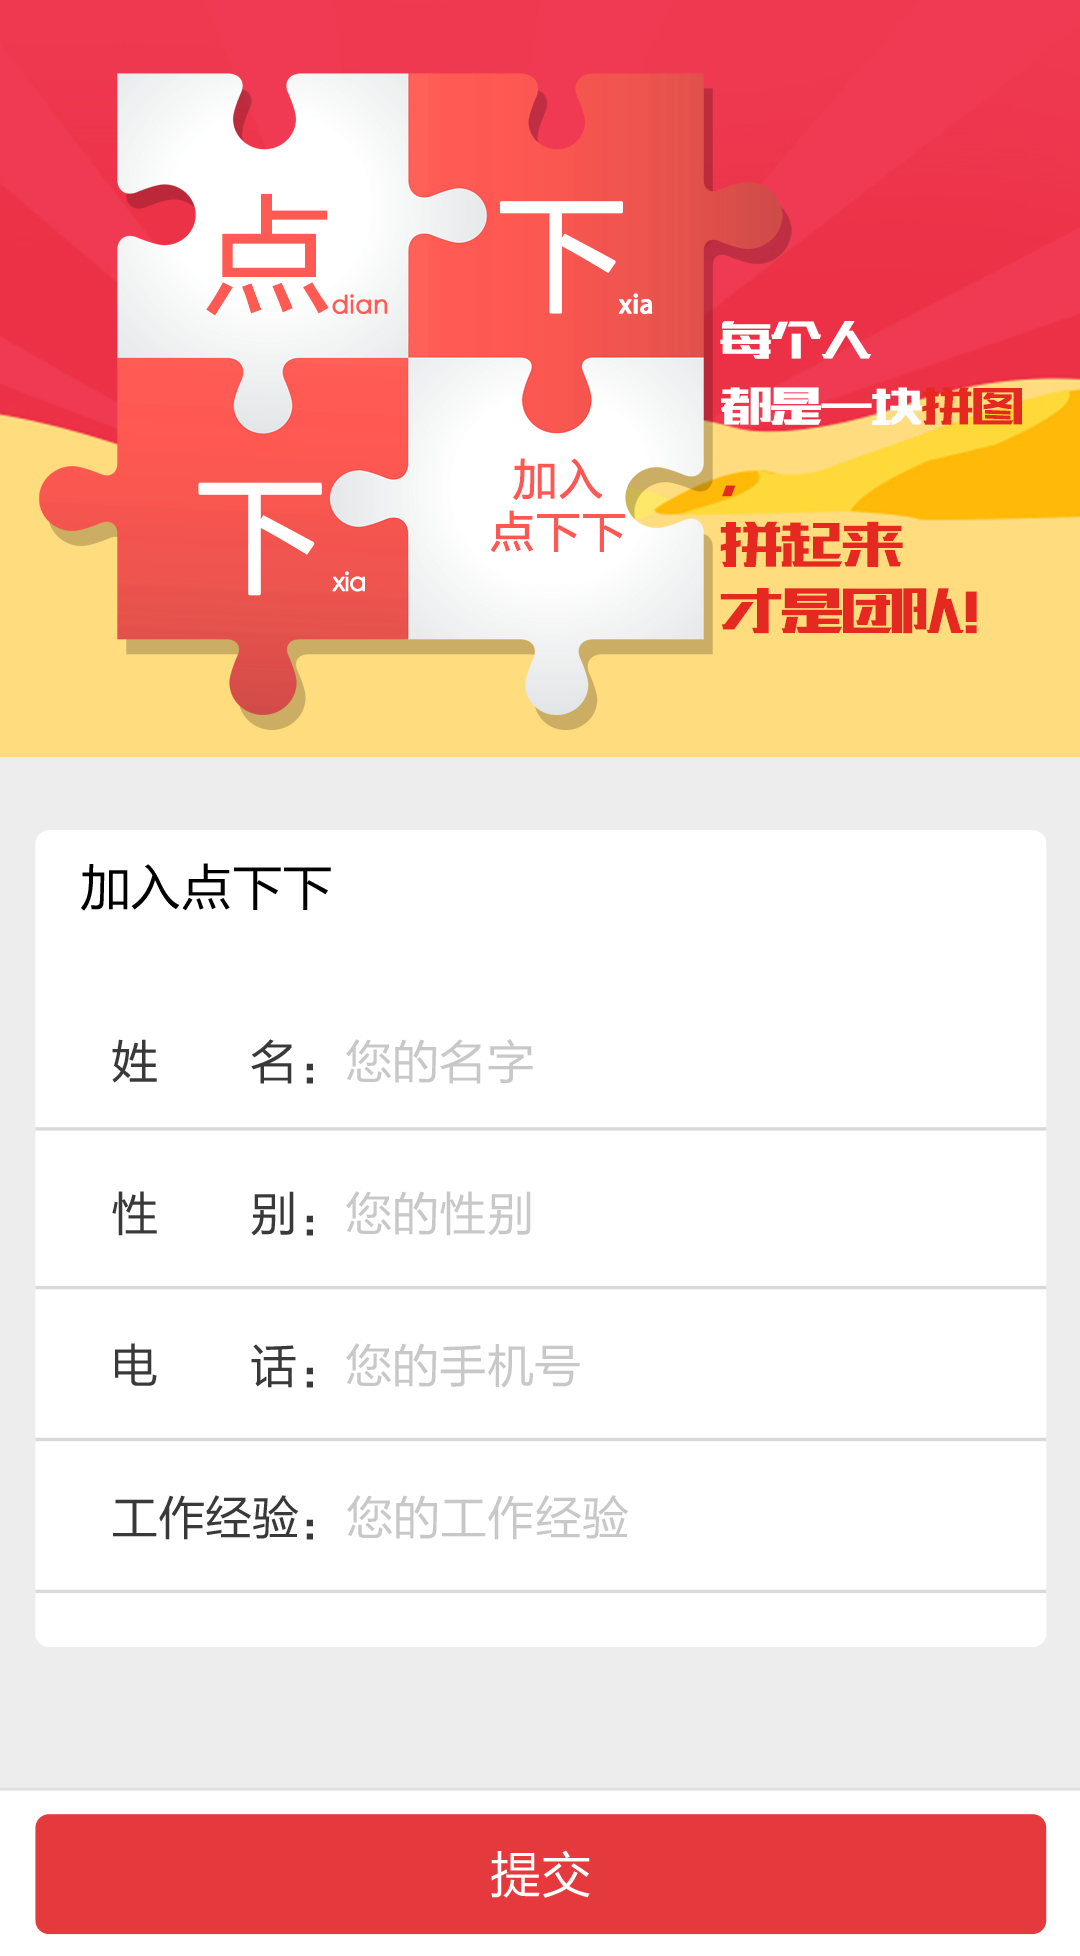 点 dian
下 xia
下 xia
加入
点下下
每个人
都是一块拼图
，
拼起来
才是团队!
加入点下下
姓 名：您的名字
性 别：您的性别
电 话：您的手机号
工作经验：您的工作经验
提交